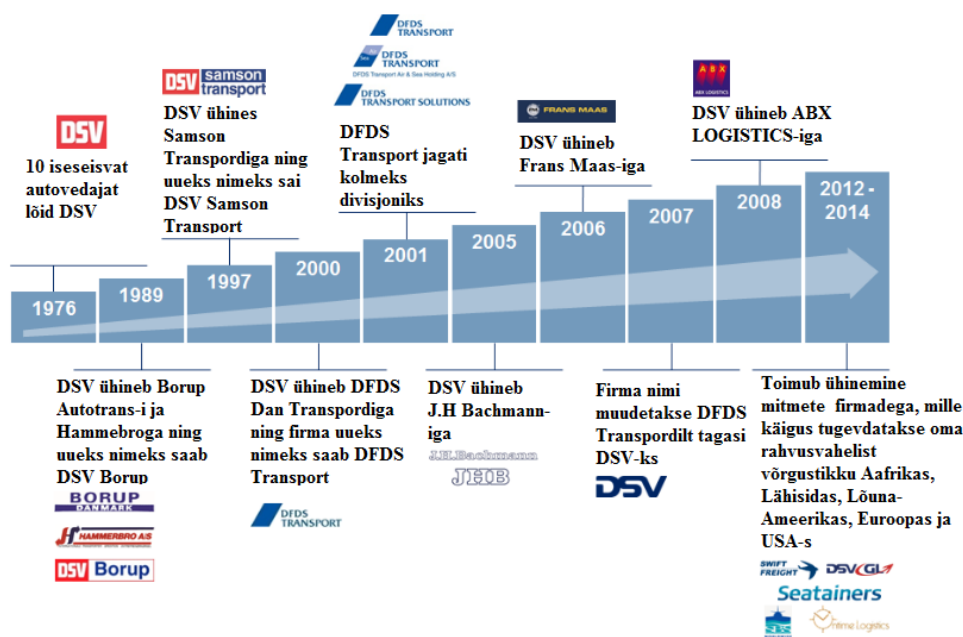 DSV
10 iseseisvat
autovedajat
lõid DSV
DSV samson
transport
DSV ühines
Samson
Transpordiga ning
uueks nimeks sai
DSV Samson
Transport
DFDS
TRANSPORT
DFDS
TRANSPORT
DFDS Transport Air & Sea Holding A/S
DFDS
TRANSPORT SOLUTIONS
DFDS
Transport jagati
kolmeks
divisjoniks
FRANS MAAS
DSV ühineb
Frans Maas-iga
ABX
ABX LOGISTICS
DSV ühineb ABX
LOGISTICS-iga
1976
1989
1997
2000
2001
2005
2006
2007
2008
2012 -
2014
DSV ühineb Borup
Autotrans-i ja
Hammebroga ning
uueks nimeks saab
DSV Borup
BORUP
DANMARK
HAMMERBRO A/S
DSV Borup
DSV ühineb DFDS
Dan Transpordiga
ning firma uueks
nimeks saab DFDS
Transport
DFDS
TRANSPORT
DSV ühineb
J.H Bachmann-
iga
J.H.Bachmann
JHB
Firma nimi
muudetakse DFDS
Transpordilt tagasi
DSV-ks
DSV
Toimub ühinemine
mitmete firmadega, mille
käigus tugevdatakse oma
rahvusvahelist
võrgustikku Aafrikas,
Lähisidas, Lõuna-
Ameerikas, Euroopas ja
USA-s
SWIFT
FREIGHT
DSV GL
Seatainers
Ontime Logistics